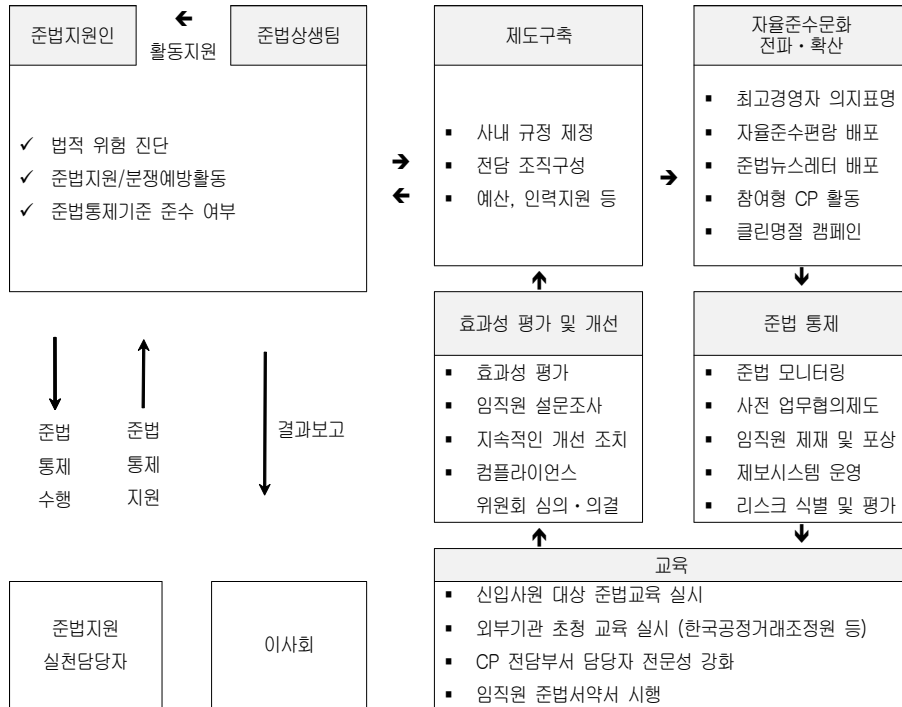 준법지원인
활동지원
준법상생팀
✓ 법적 위험 진단
✓ 준법지원/분쟁예방활동
✓ 준법통제기준 준수 여부
준법
통제
수행
준법
통제
지원
결과보고
준법지원
실천담당자
이사회
제도구축
▪ 사내 규정 제정
▪ 전담 조직구성
▪ 예산, 인력지원 등
자율준수문화
전파・확산
▪ 최고경영자 의지표명
▪ 자율준수편람 배포
▪ 준법뉴스레터 배포
▪ 참여형 CP 활동
▪ 클린명절 캠페인
효과성 평가 및 개선
▪ 효과성 평가
▪ 임직원 설문조사
▪ 지속적인 개선 조치
▪ 컴플라이언스
위원회 심의・의결
준법 통제
▪ 준법 모니터링
▪ 사전 업무협의제도
▪ 임직원 제재 및 포상
▪ 제보시스템 운영
▪ 리스크 식별 및 평가
교육
▪ 신입사원 대상 준법교육 실시
▪ 외부기관 초청 교육 실시 (한국공정거래조정원 등)
▪ CP 전담부서 담당자 전문성 강화
▪ 임직원 준법서약서 시행